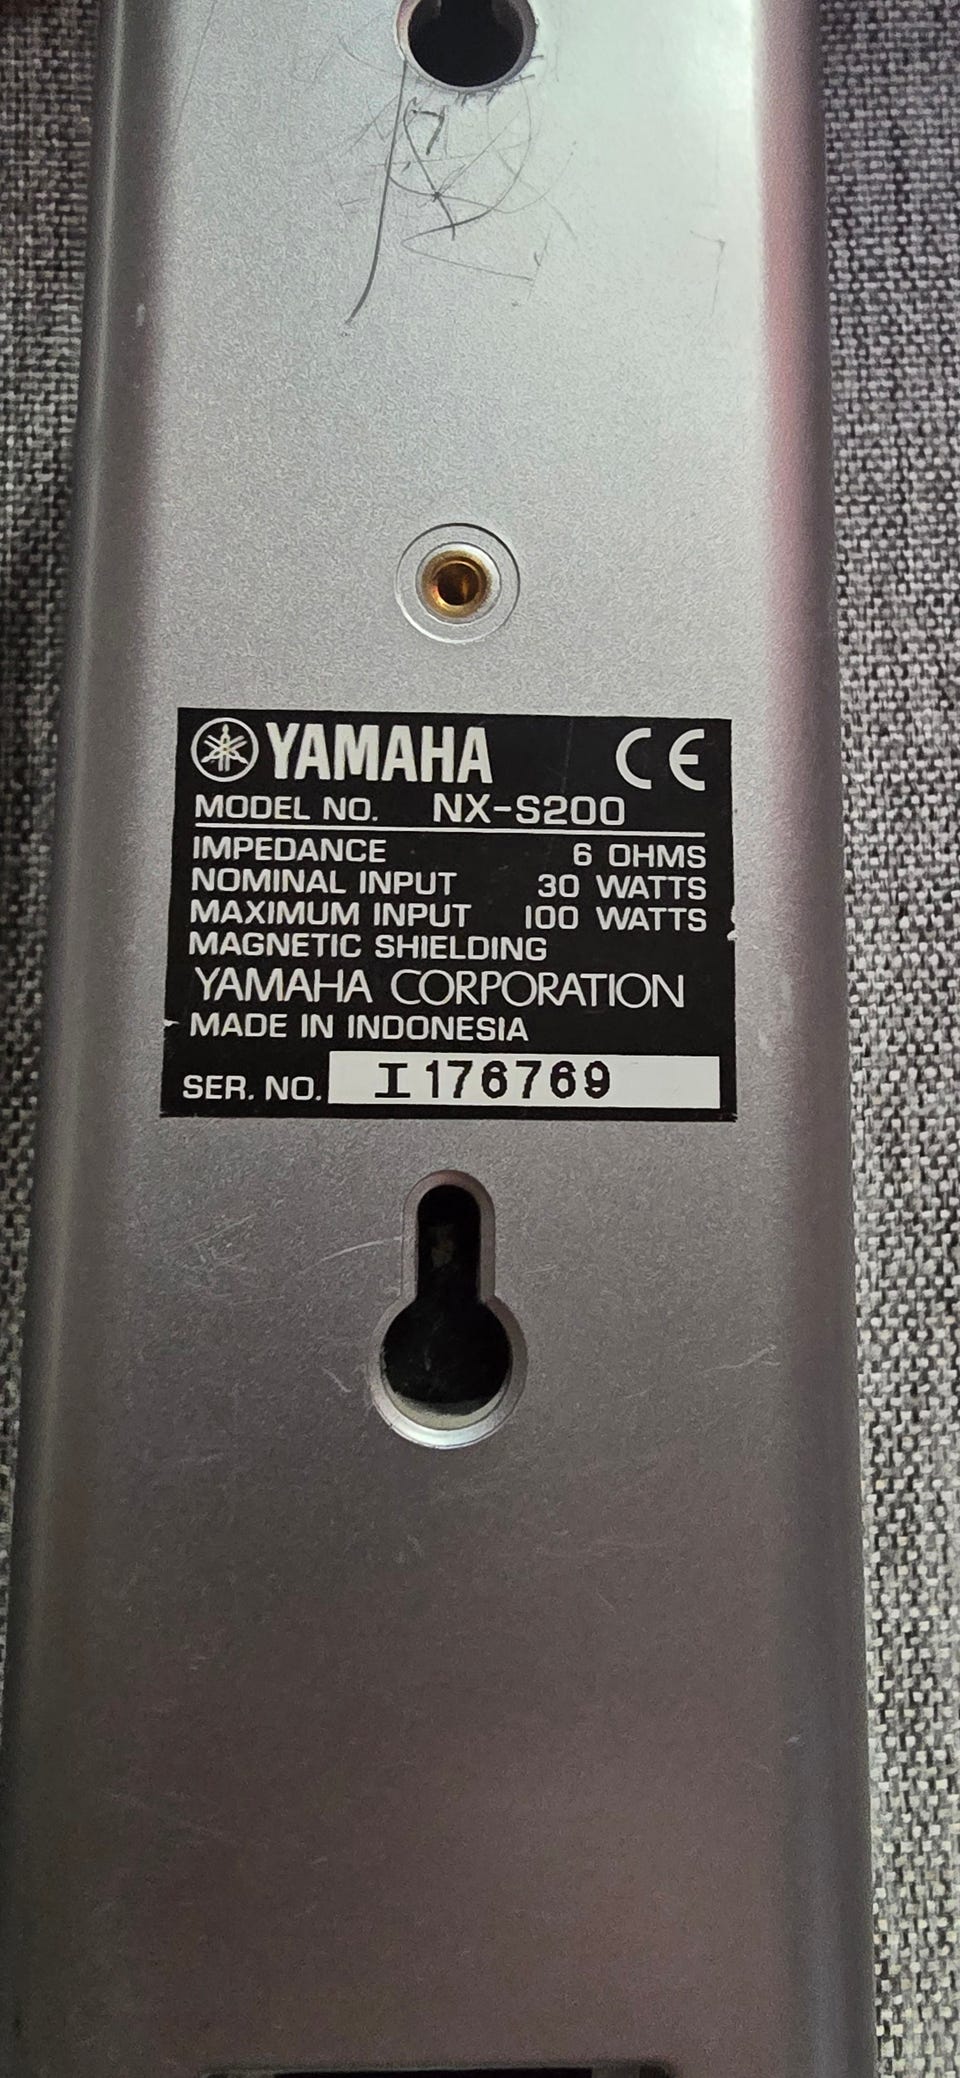 YAMAHA CE
MODEL NO. NX-S200
IMPEDANCE 6 OHMS
NOMINAL INPUT 30 WATTS
MAXIMUM INPUT 100 WATTS
MAGNETIC SHIELDING
YAMAHA CORPORATION
MADE IN INDONESIA
SER. NO. I176769